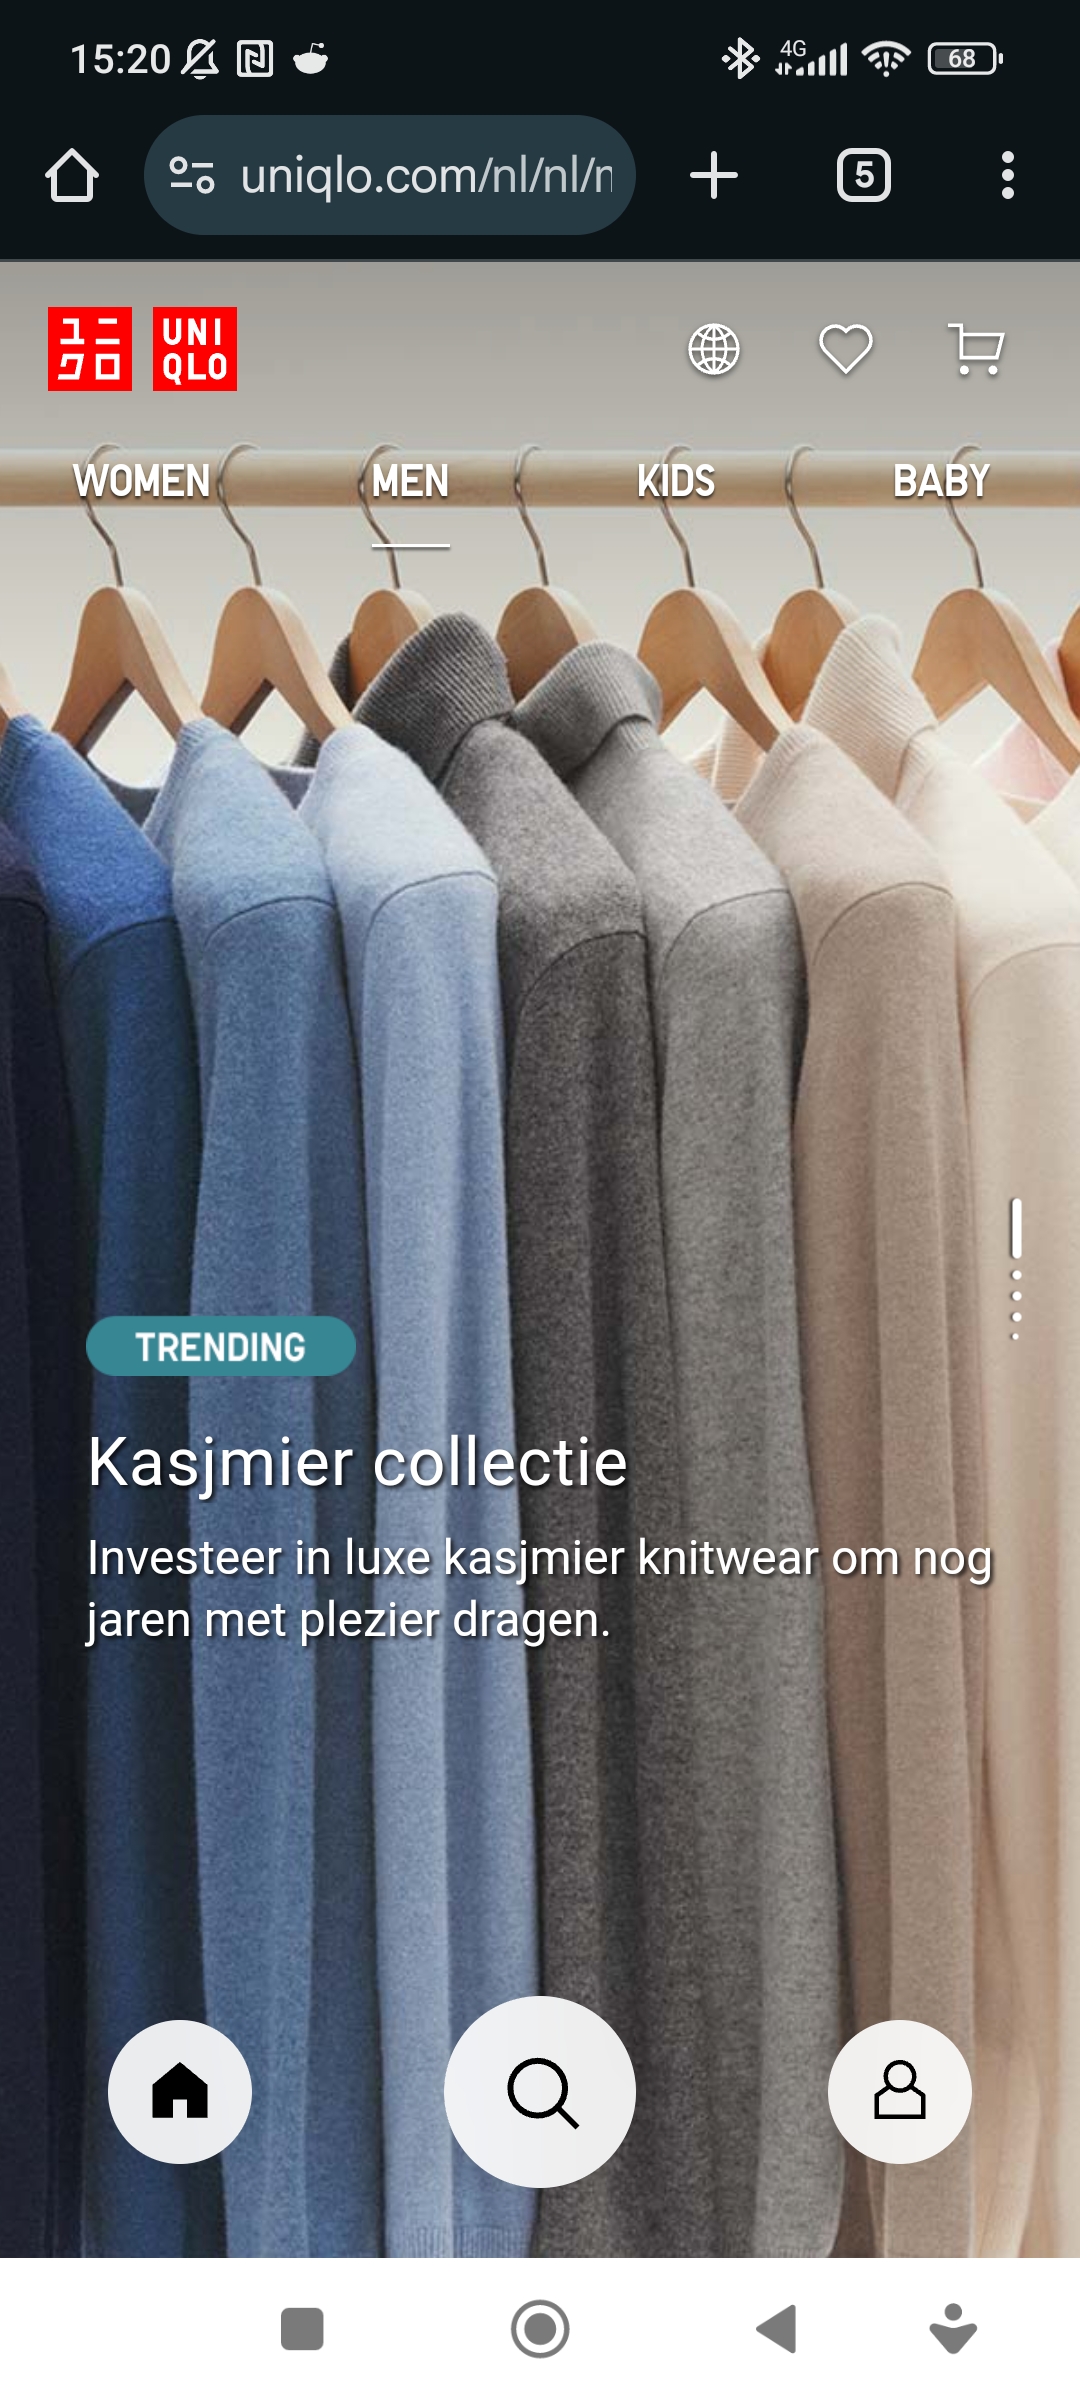 15:20
4G
68
uniqlo.com/nl/nl/
5
ユニ
クロ
UNI
QLO
WOMEN MEN KIDS BABY
TRENDING
Kasjmier collectie
Investeer in luxe kasjmier knitwear om nog
jaren met plezier dragen.